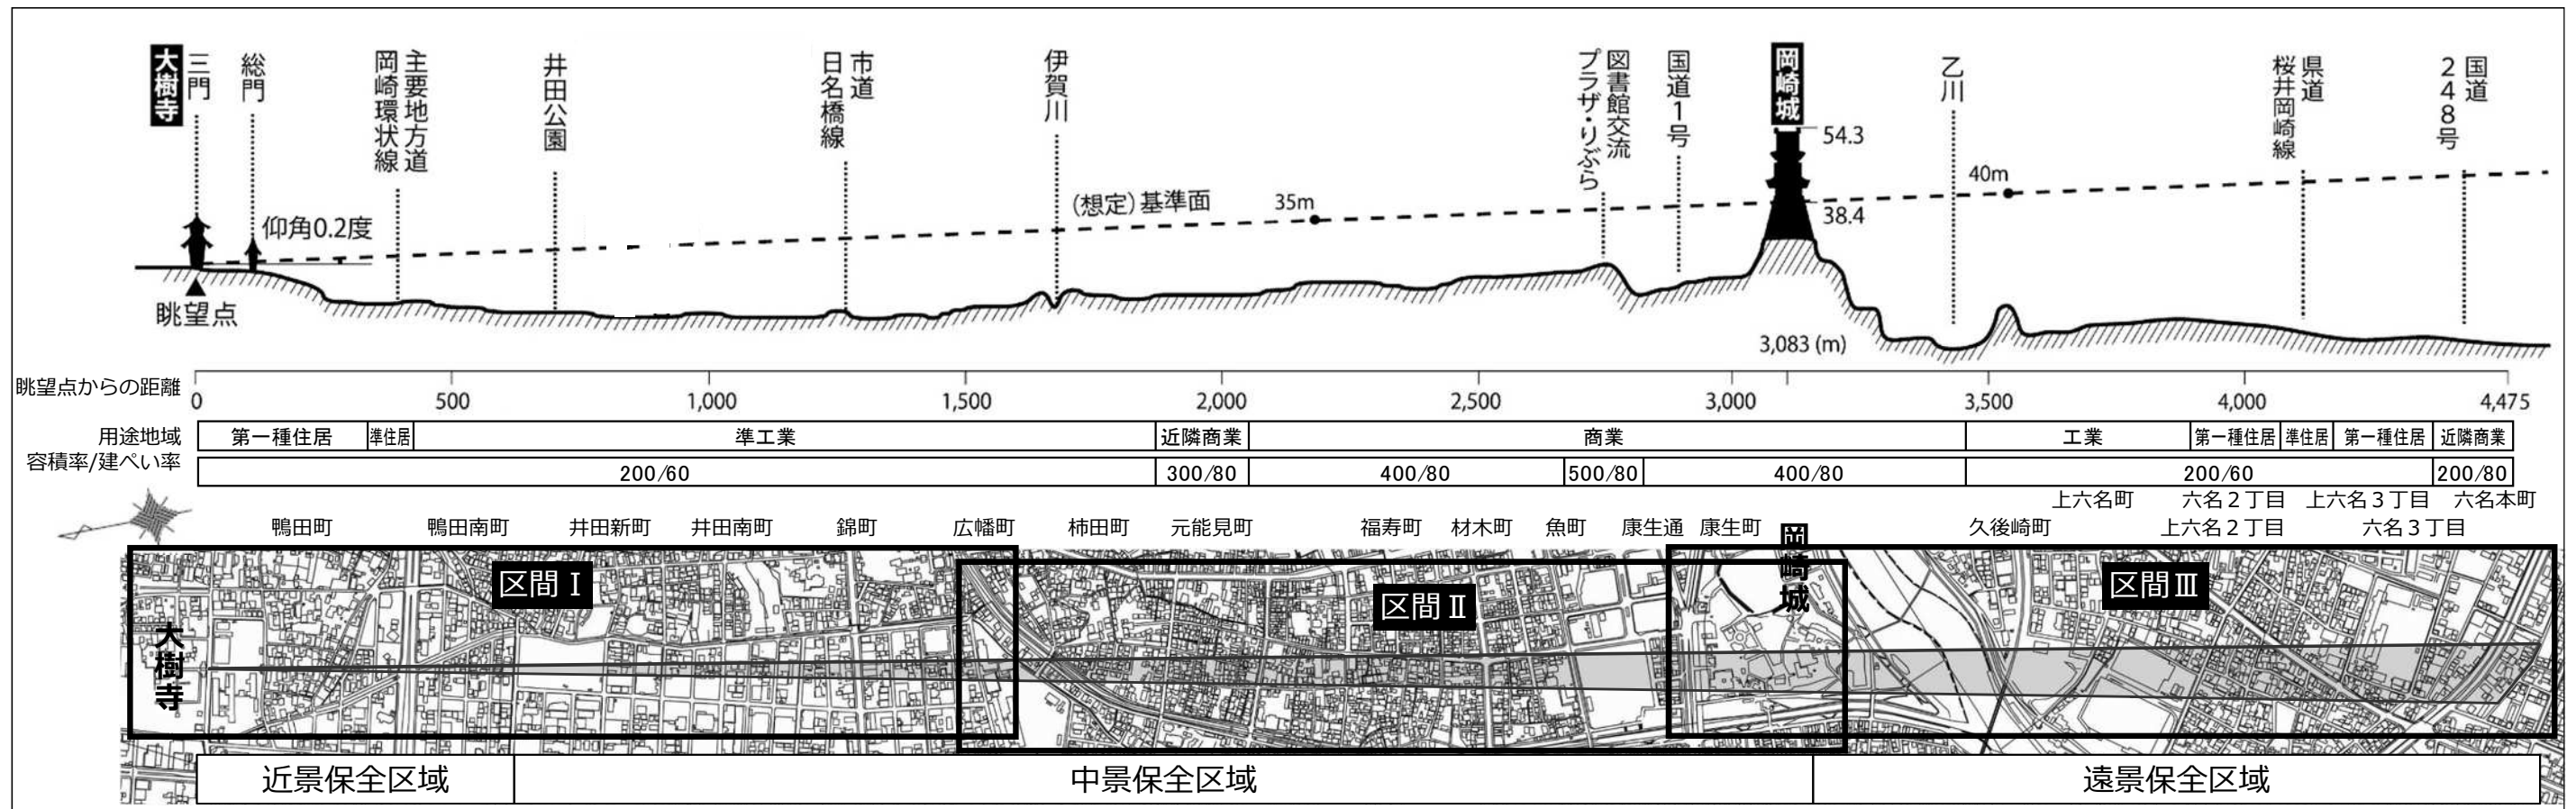 大樹寺
三門
総門
主要地方道
岡崎環状線
井田公園
市道
日名橋線
伊賀川
図書館交流
プラザ・りぶら
国道1号
岡崎城
乙川
県道
桜井岡崎線
国道
248号
54.3
40m
(想定)基準面
35m
38.4
仰角0.2度
眺望点
3,083 (m)
眺望点からの距離
0 500 1,000 1,500 2,000 2,500 3,000 3,500 4,000 4,475
用途地域 第一種住居 準住居 準工業 近隣商業 商業 工業 第一種住居 準住居 第一種住居 近隣商業
容積率/建ぺい率 200/60 300/80 400/80 500/80 400/80 200/60 200/80
上六名町 六名2丁目 上六名3丁目 六名本町
鴨田町 鴨田南町 井田新町 井田南町 錦町 広幡町 柿田町 元能見町 福寿町 材木町 魚町 康生通 康生町 久後崎町 上六名2丁目 六名3丁目
岡崎城
区間Ⅰ
区間Ⅱ
区間Ⅲ
大樹寺
近景保全区域 中景保全区域 遠景保全区域